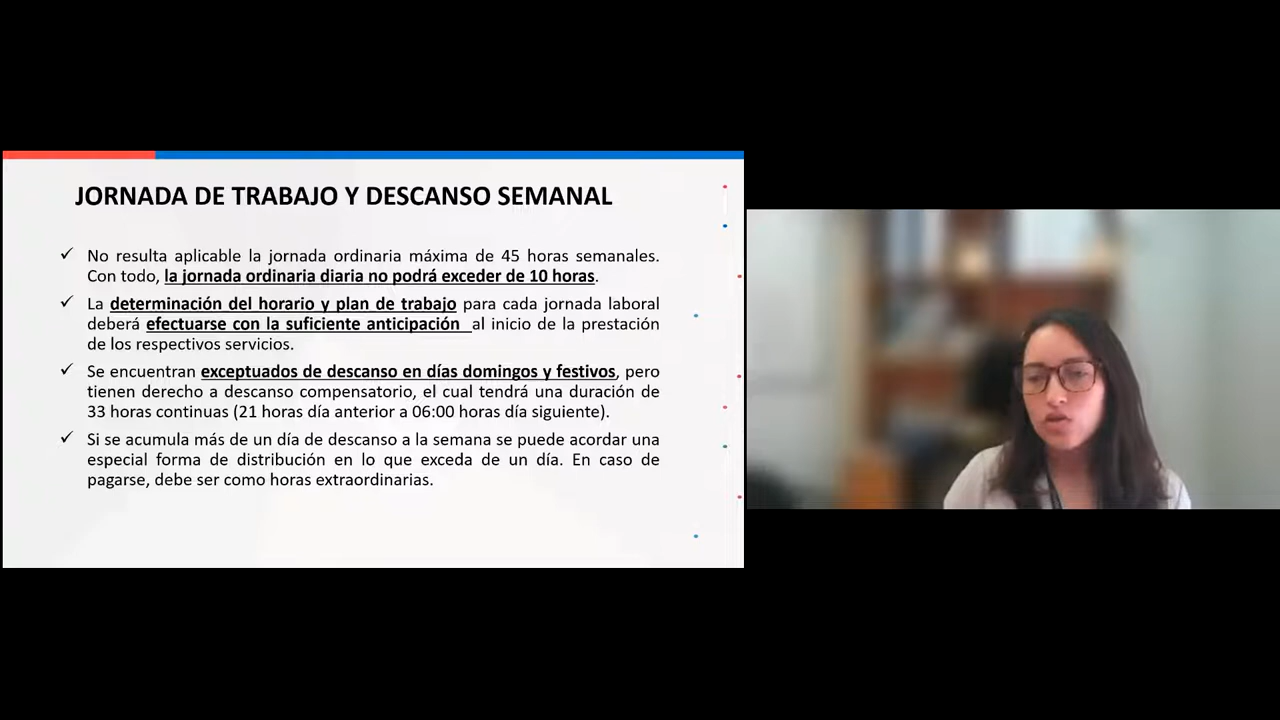 JORNADA DE TRABAJO Y DESCANSO SEMANAL
✓ No resulta aplicable la jornada ordinaria máxima de 45 horas semanales.
Con todo, la jornada ordinaria diaria no podrá exceder de 10 horas.
✓ La determinación del horario y plan de trabajo para cada jornada laboral
deberá efectuarse con la suficiente anticipación al inicio de la prestación
de los respectivos servicios.
✓ Se encuentran exceptuados de descanso en días domingos y festivos, pero
tienen derecho a descanso compensatorio, el cual tendrá una duración de
33 horas continuas (21 horas día anterior a 06:00 horas día siguiente).
✓ Si se acumula más de un día de descanso a la semana se puede acordar una
especial forma de distribución en lo que exceda de un día. En caso de
pagarse, debe ser como horas extraordinarias.